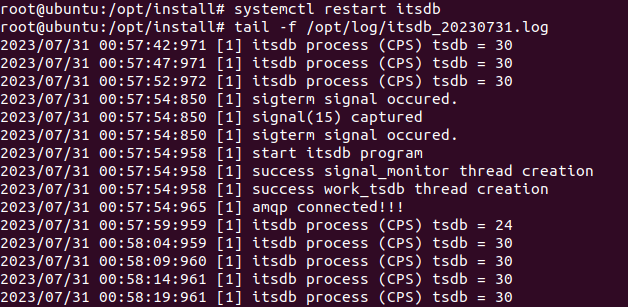 root@ubuntu:/opt/install# systemctl restart itsdb
root@ubuntu:/opt/install# tail -f /opt/log/itsdb_20230731.log
2023/07/31 00:57:42:971 [1] itsdb process (CPS) tsdb = 30
2023/07/31 00:57:47:971 [1] itsdb process (CPS) tsdb = 30
2023/07/31 00:57:52:972 [1] itsdb process (CPS) tsdb = 30
2023/07/31 00:57:54:850 [1] sigterm signal occured.
2023/07/31 00:57:54:850 [1] signal(15) captured
2023/07/31 00:57:54:850 [1] sigterm signal occured.
2023/07/31 00:57:54:958 [1] start itsdb program
2023/07/31 00:57:54:958 [1] success signal_monitor thread creation
2023/07/31 00:57:54:958 [1] success work_tsdb thread creation
2023/07/31 00:57:54:965 [1] amqp connected!!!
2023/07/31 00:57:59:959 [1] itsdb process (CPS) tsdb = 24
2023/07/31 00:58:04:959 [1] itsdb process (CPS) tsdb = 30
2023/07/31 00:58:09:960 [1] itsdb process (CPS) tsdb = 30
2023/07/31 00:58:14:961 [1] itsdb process (CPS) tsdb = 30
2023/07/31 00:58:19:961 [1] itsdb process (CPS) tsdb = 30